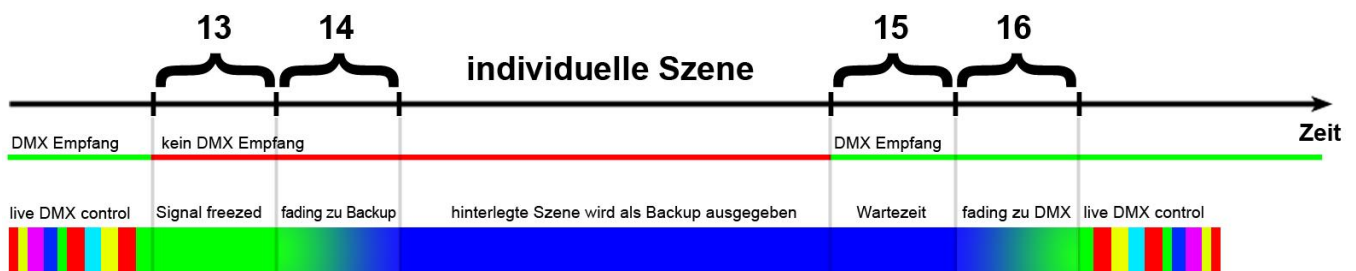 13 14 15 16
individuelle Szene
Zeit
DMX Empfang kein DMX Empfang DMX Empfang
live DMX control Signal freezed fading zu Backup hinterlegte Szene wird als Backup ausgegeben Wartezeit fading zu DMX live DMX control